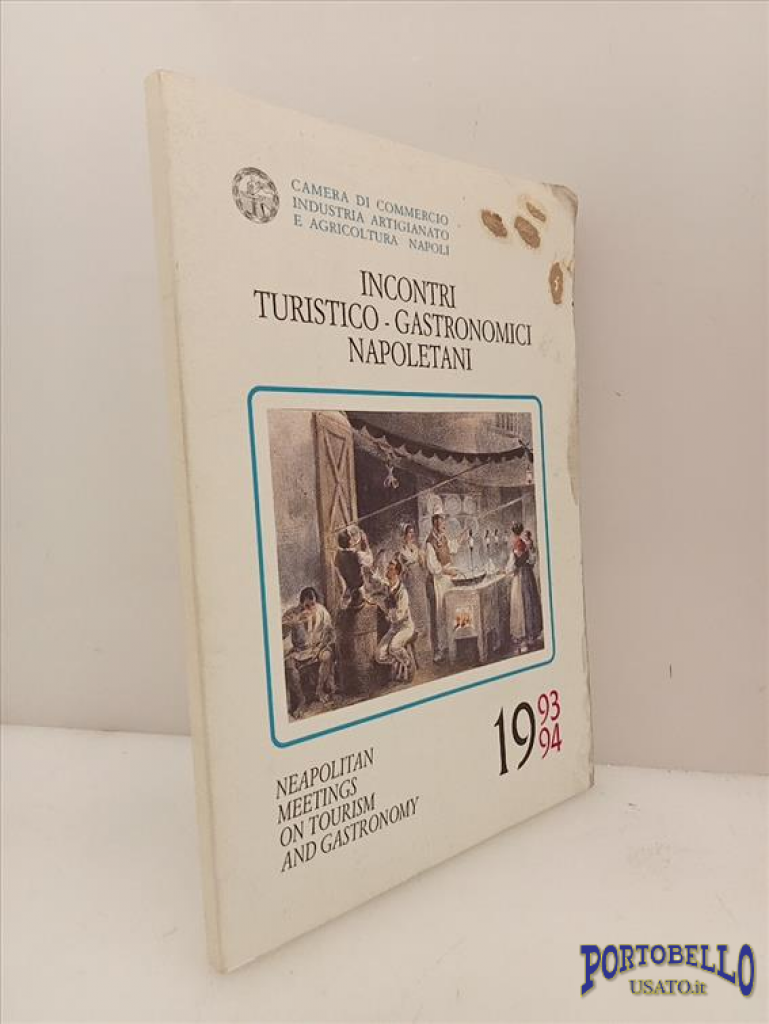 CAMERA DI COMMERCIO
INDUSTRIA ARTIGIANATO
E AGRICOLTURA NAPOLI
INCONTRI
TURISTICO - GASTRONOMICI
NAPOLETANI
19 93
94
NEAPOLITAN
MEETINGS
ON TOURISM
AND GASTRONOMY
PORTOBELLO
USATO.it